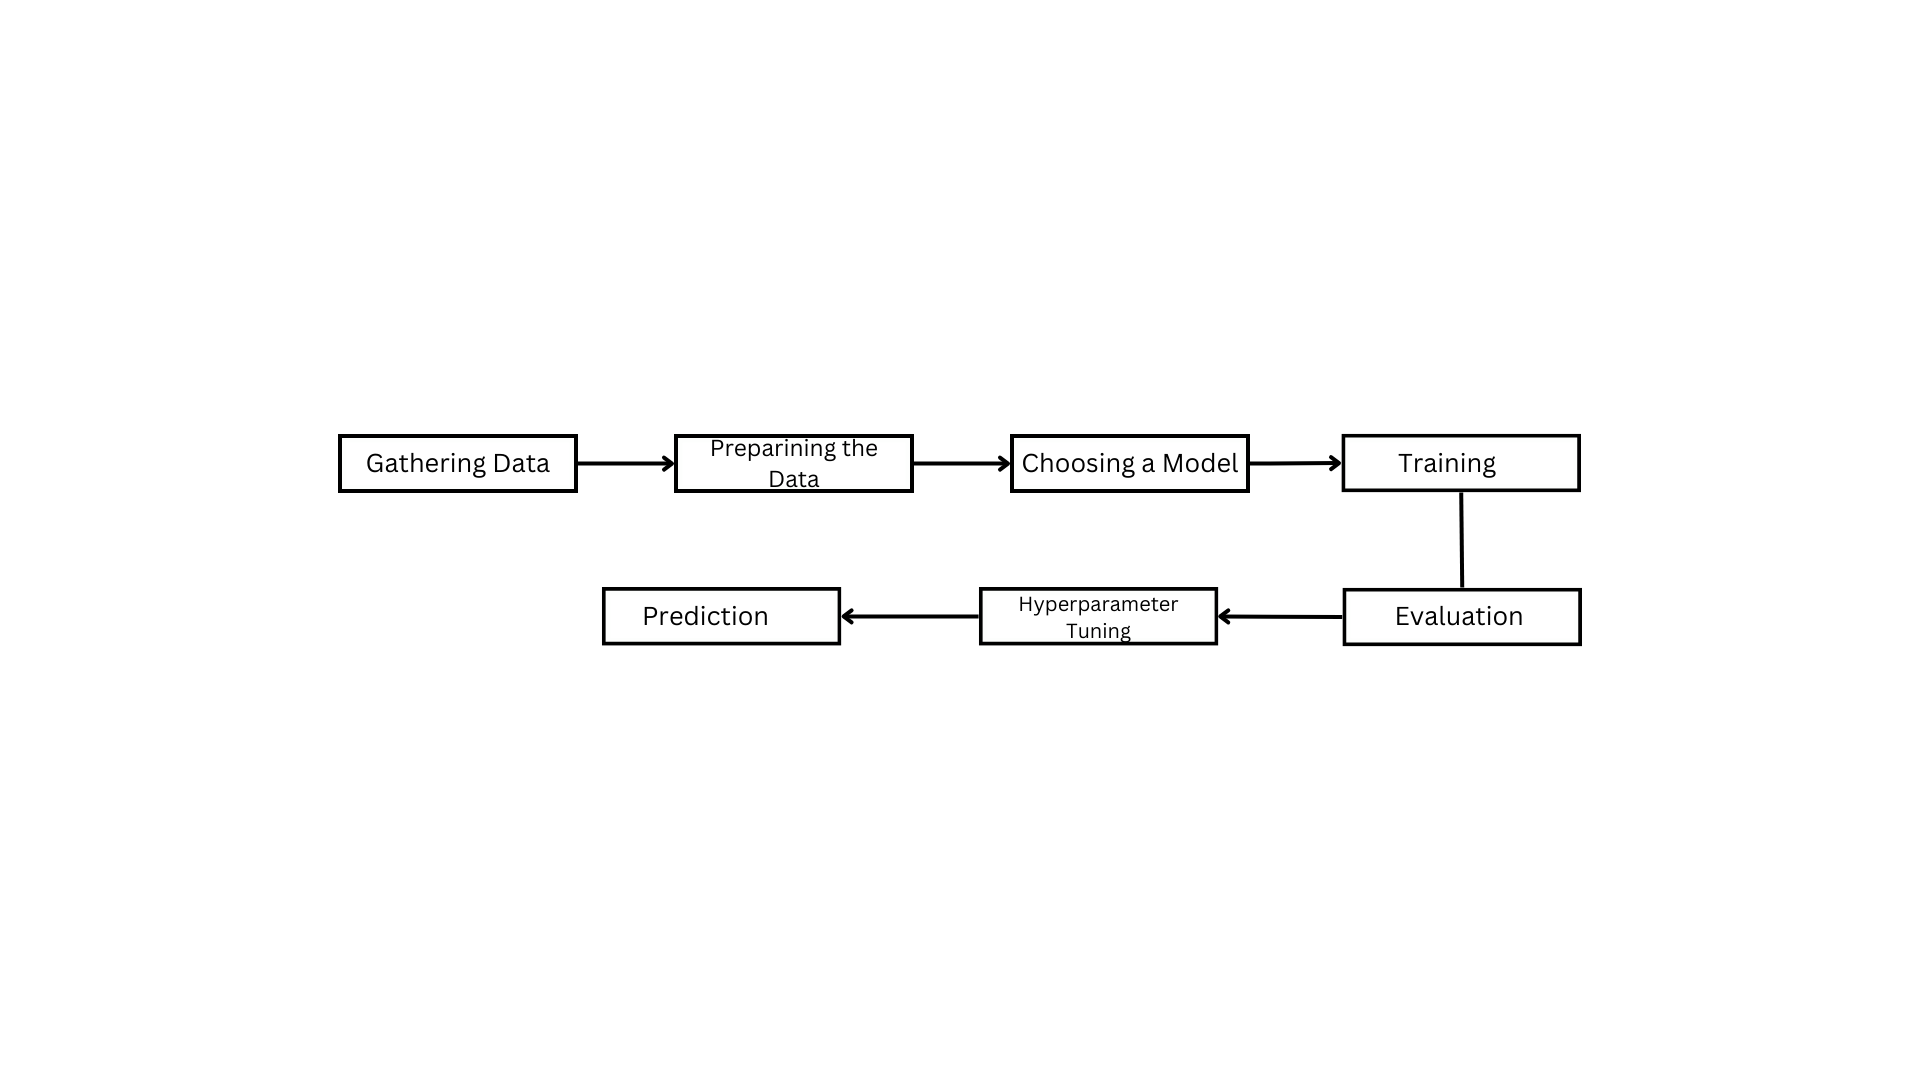 Gathering Data
Preparining the
Data
Choosing a Model
Training
Prediction
Hyperparameter
Tuning
Evaluation